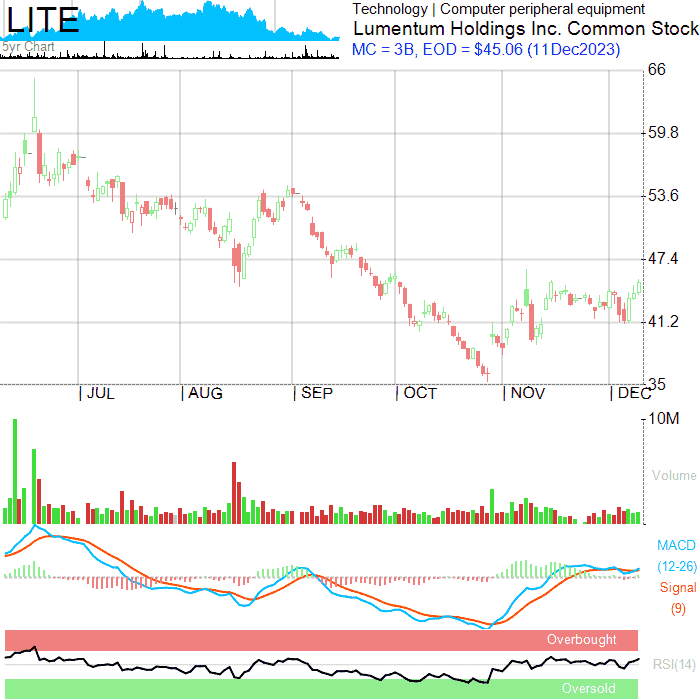 LITE
5yr Chart
Technology | Computer peripheral equipment
Lumentum Holdings Inc. Common Stock
MC = 3B, EOD = $45.06 (11Dec2023)
66
59.8
53.6
47.4
41.2
35
JUL AUG SEP OCT NOV DEC
10M
Volume
MACD
(12-26)
Signal
(9)
Overbought
RSI(14)
Oversold